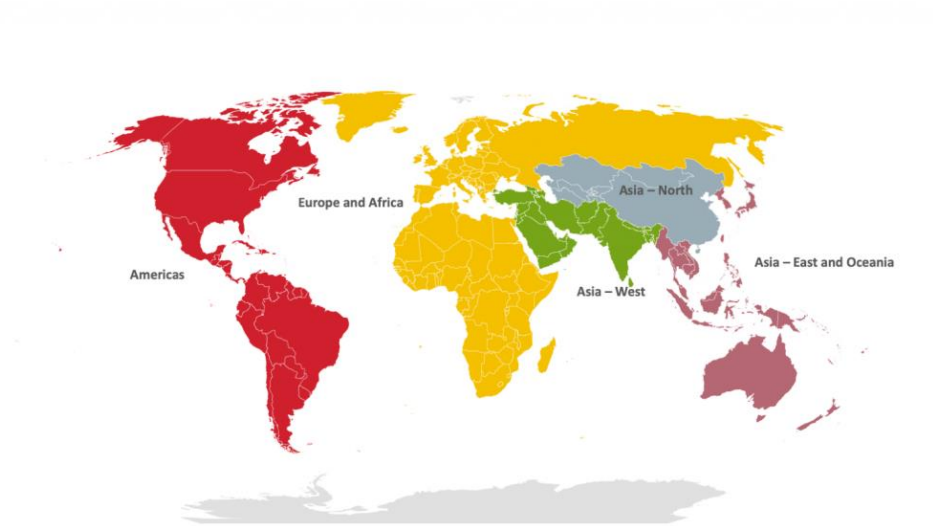 Asia – North
Europe and Africa
Asia – East and Oceania
Americas
Asia – West